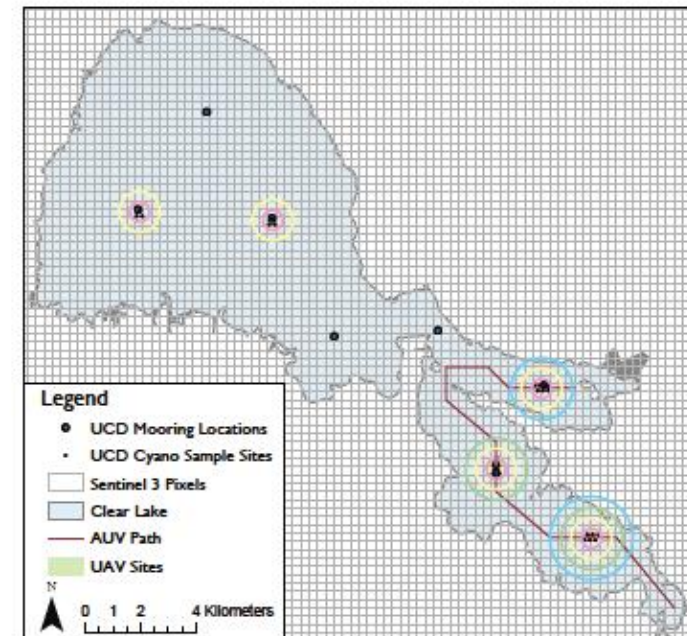 Legend
UCD Mooring Locations
UCD Cyano Sample Sites
Sentinel 3 Pixels
Clear Lake
AUV Path
UAV Sites
N
0 1 2 4 Kilometers